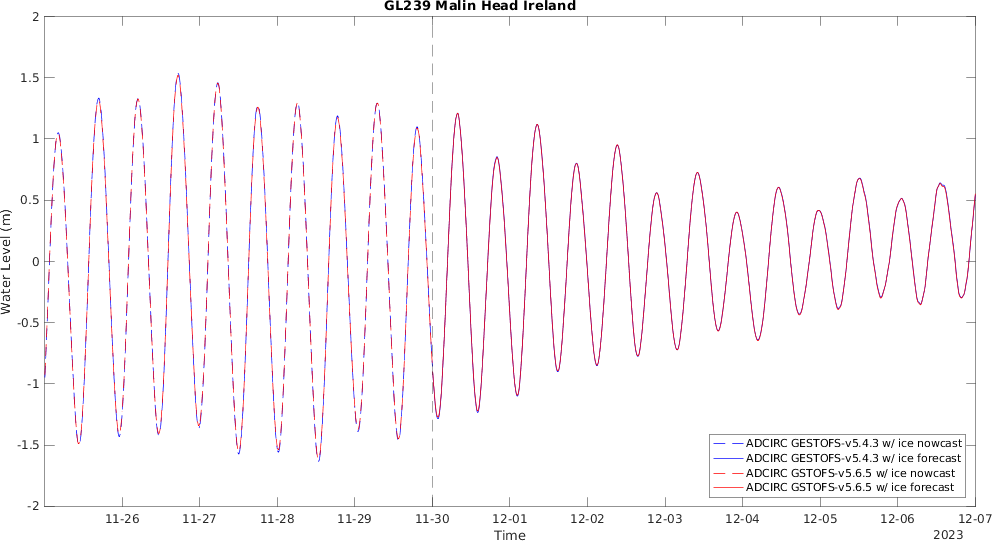 GL239 Malin Head Ireland
2
1.5
1
0.5
0
-0.5
-1
-1.5
-2
Water Level (m)
11-26 11-27 11-28 11-29 11-30 12-01 12-02 12-03 12-04 12-05 12-06 12-07
Time
2023
ADCIRC GESTOFS-v5.4.3 w/ ice nowcast
ADCIRC GESTOFS-v5.4.3 w/ ice forecast
ADCIRC GSTOFS-v5.6.5 w/ ice nowcast
ADCIRC GSTOFS-v5.6.5 w/ ice forecast